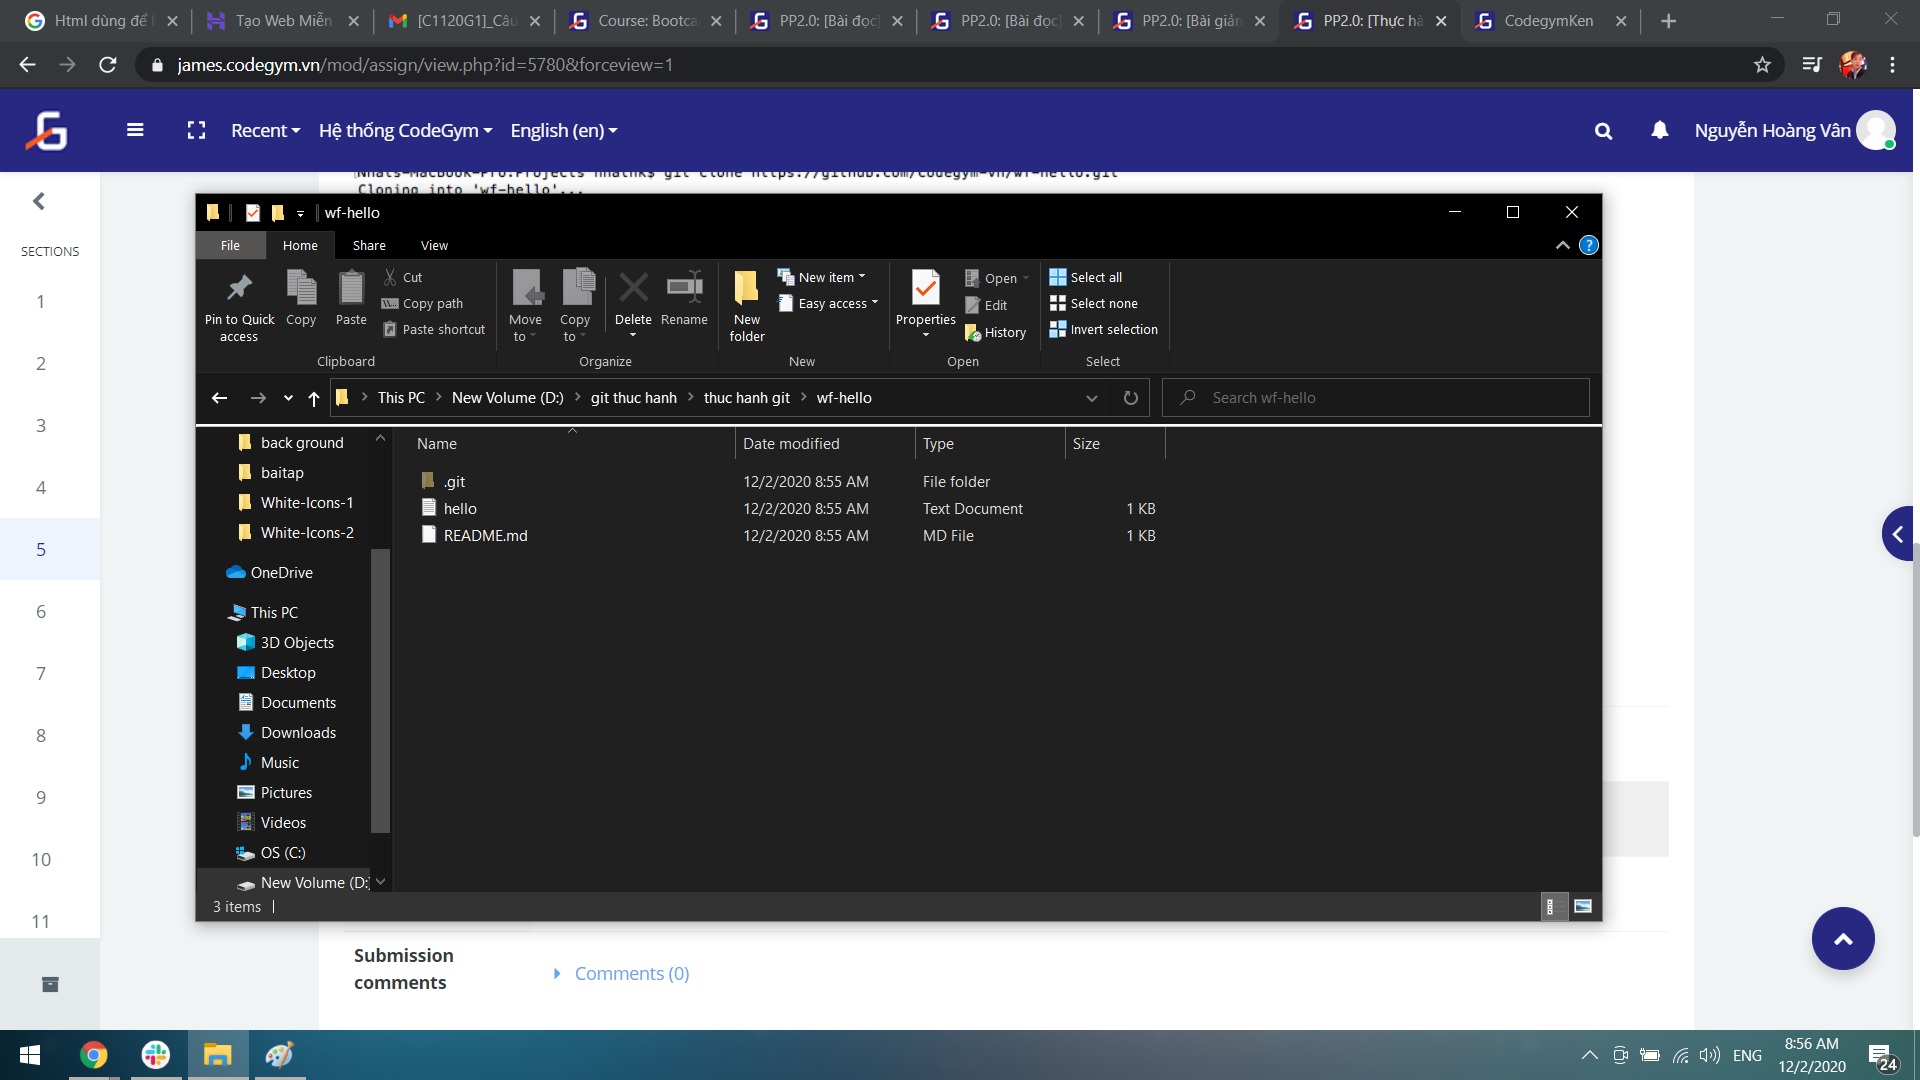 Html dùng để l
Tạo Web Miễn
[C1120G1]_Câu
Course: Bootca
PP2.0: [Bài đọc]
PP2.0: [Bài đọc]
PP2.0: [Bài giản
PP2.0: [Thực hà
CodegymKen
james.codegym.vn/mod/assign/view.php?id=5780&forceview=1
Recent
Hệ thống CodeGym
English (en)
Nguyễn Hoàng Vân
Nhats-MacBook-Pro:Projects nhatnk$ git clone https://github.com/codegym-vn/wf-hello.git
Cloning into 'wf-hello'...
SECTIONS
1
2
3
4
5
6
7
8
9
10
11
wf-hello
File
Home
Share
View
Pin to Quick access
Copy
Paste
Cut
Copy path
Paste shortcut
Clipboard
Move to
Copy to
Delete
Rename
Organize
New folder
New item
Easy access
New
Properties
Open
Edit
History
Open
Select all
Select none
Invert selection
Select
This PC
New Volume (D:)
git thuc hanh
thuc hanh git
wf-hello
Search wf-hello
back ground
baitap
White-Icons-1
White-Icons-2
OneDrive
This PC
3D Objects
Desktop
Documents
Downloads
Music
Pictures
Videos
OS (C:)
New Volume (D:)
Name
Date modified
Type
Size
.git
12/2/2020 8:55 AM
File folder
hello
12/2/2020 8:55 AM
Text Document
1 KB
README.md
12/2/2020 8:55 AM
MD File
1 KB
3 items
Submission comments
Comments (0)
ENG
8:56 AM
12/2/2020
24